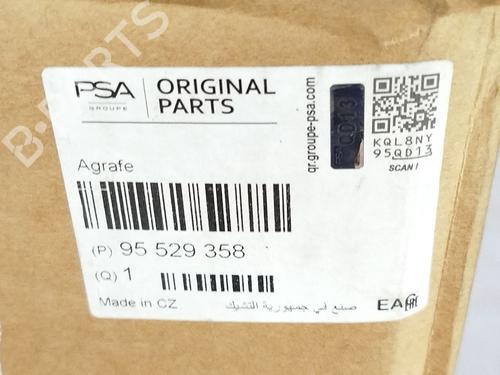 B-PARTS
PSA
GROUPE
ORIGINAL
PARTS
qr.groupe-psa.com
QD13
KQL8NY
95QD13
SCAN !
Agrafe
(P) 95 529 358
(Q) 1
Made in CZ
صنع في جمهورية التشيك
EAC